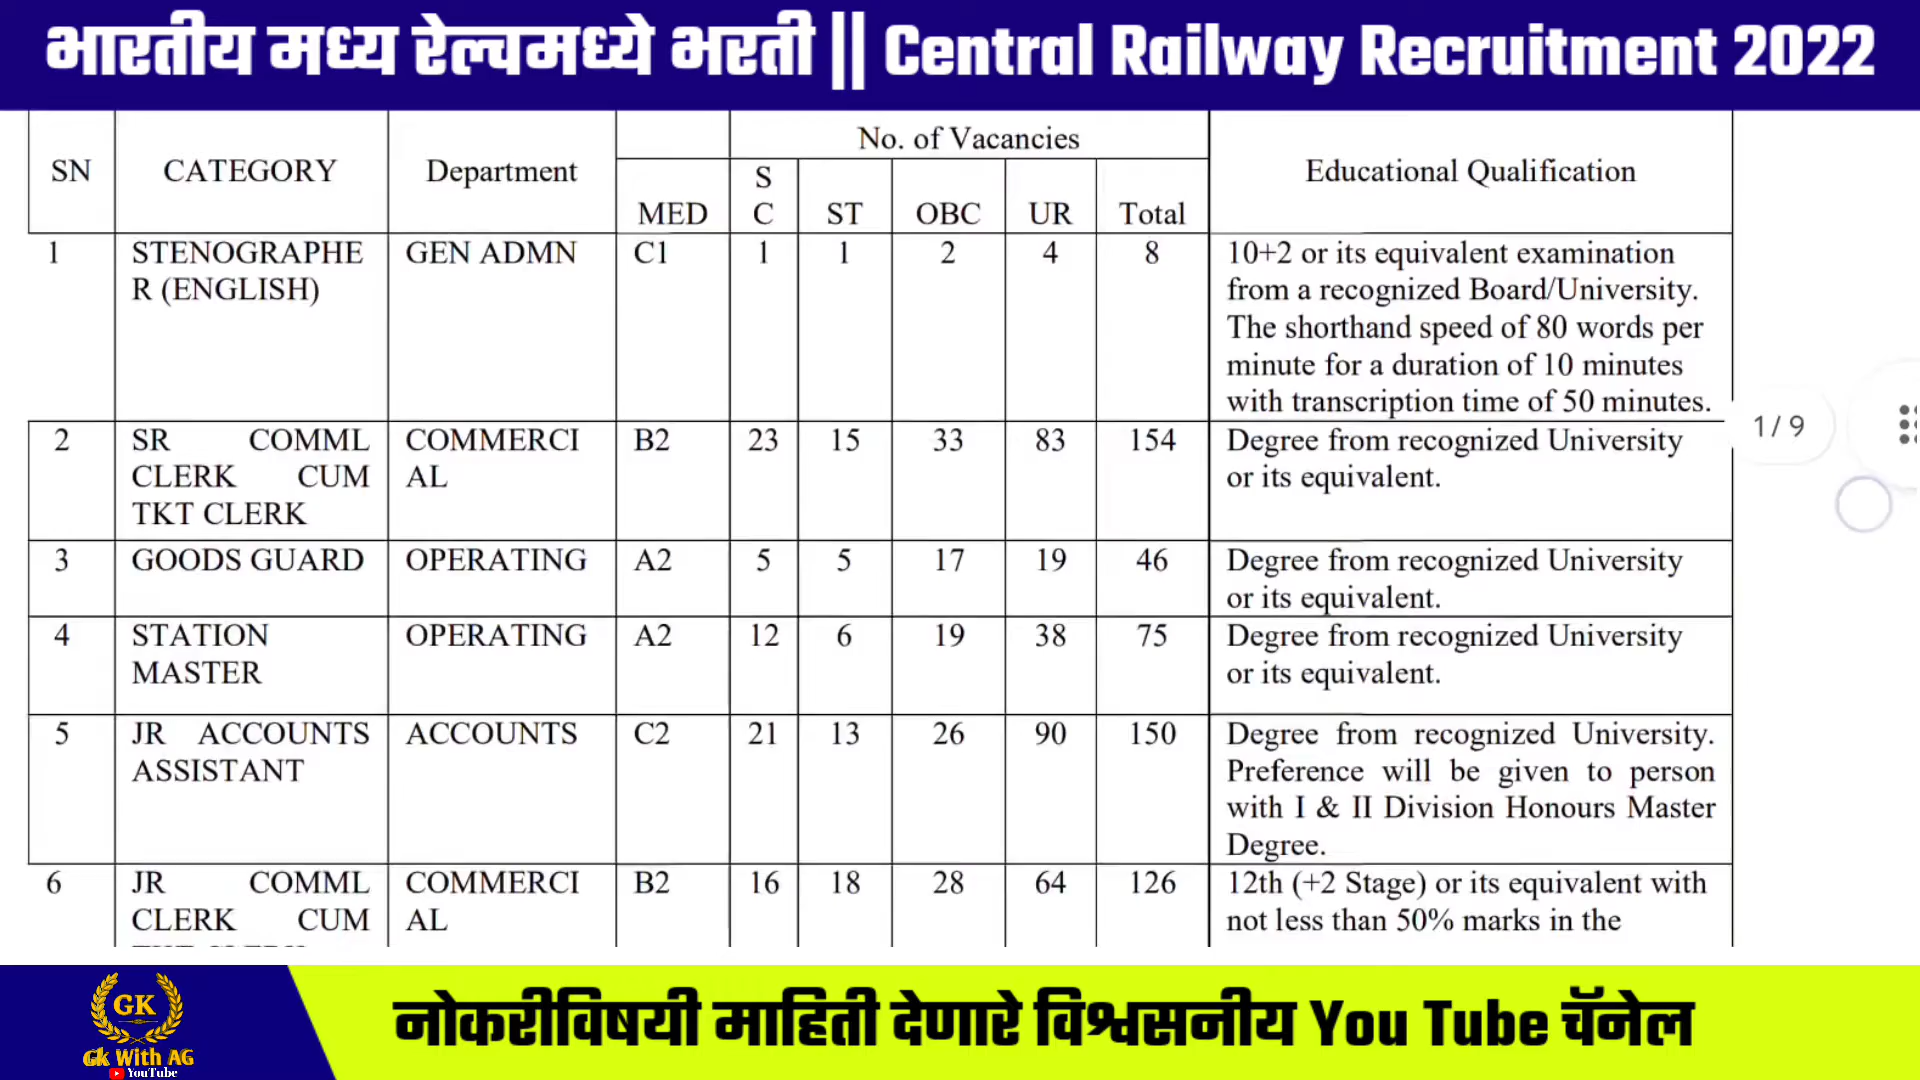 भारतीय मध्य रेल्वेमध्ये भरती || Central Railway Recruitment 2022
No. of Vacancies
SN CATEGORY Department MED S C ST OBC UR Total Educational Qualification
1 STENOGRAPHE GEN ADMN C1 1 1 2 4 8 10+2 or its equivalent examination
R (ENGLISH) from a recognized Board/University.
The shorthand speed of 80 words per
minute for a duration of 10 minutes
with transcription time of 50 minutes.
1/9
2 SR COMML COMMERCI B2 23 15 33 83 154 Degree from recognized University
CLERK CUM AL or its equivalent.
TKT CLERK
3 GOODS GUARD OPERATING A2 5 5 17 19 46 Degree from recognized University
or its equivalent.
4 STATION OPERATING A2 12 6 19 38 75 Degree from recognized University
MASTER or its equivalent.
5 JR ACCOUNTS ACCOUNTS C2 21 13 26 90 150 Degree from recognized University.
ASSISTANT Preference will be given to person
with I & II Division Honours Master
Degree.
6 JR COMML COMMERCI B2 16 18 28 64 126 12th (+2 Stage) or its equivalent with
CLERK CUM AL not less than 50% marks in the
GK
Gk With AG
YouTube
नोकरीविषयी माहिती देणारे विश्वसनीय You Tube चॅनेल